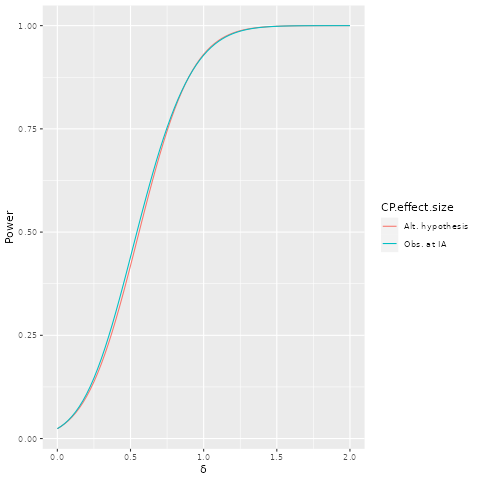 1.00
0.75
0.50
0.25
0.00
Power
0.0 0.5 1.0 1.5 2.0
δ
CP.effect.size
Alt. hypothesis
Obs. at IA